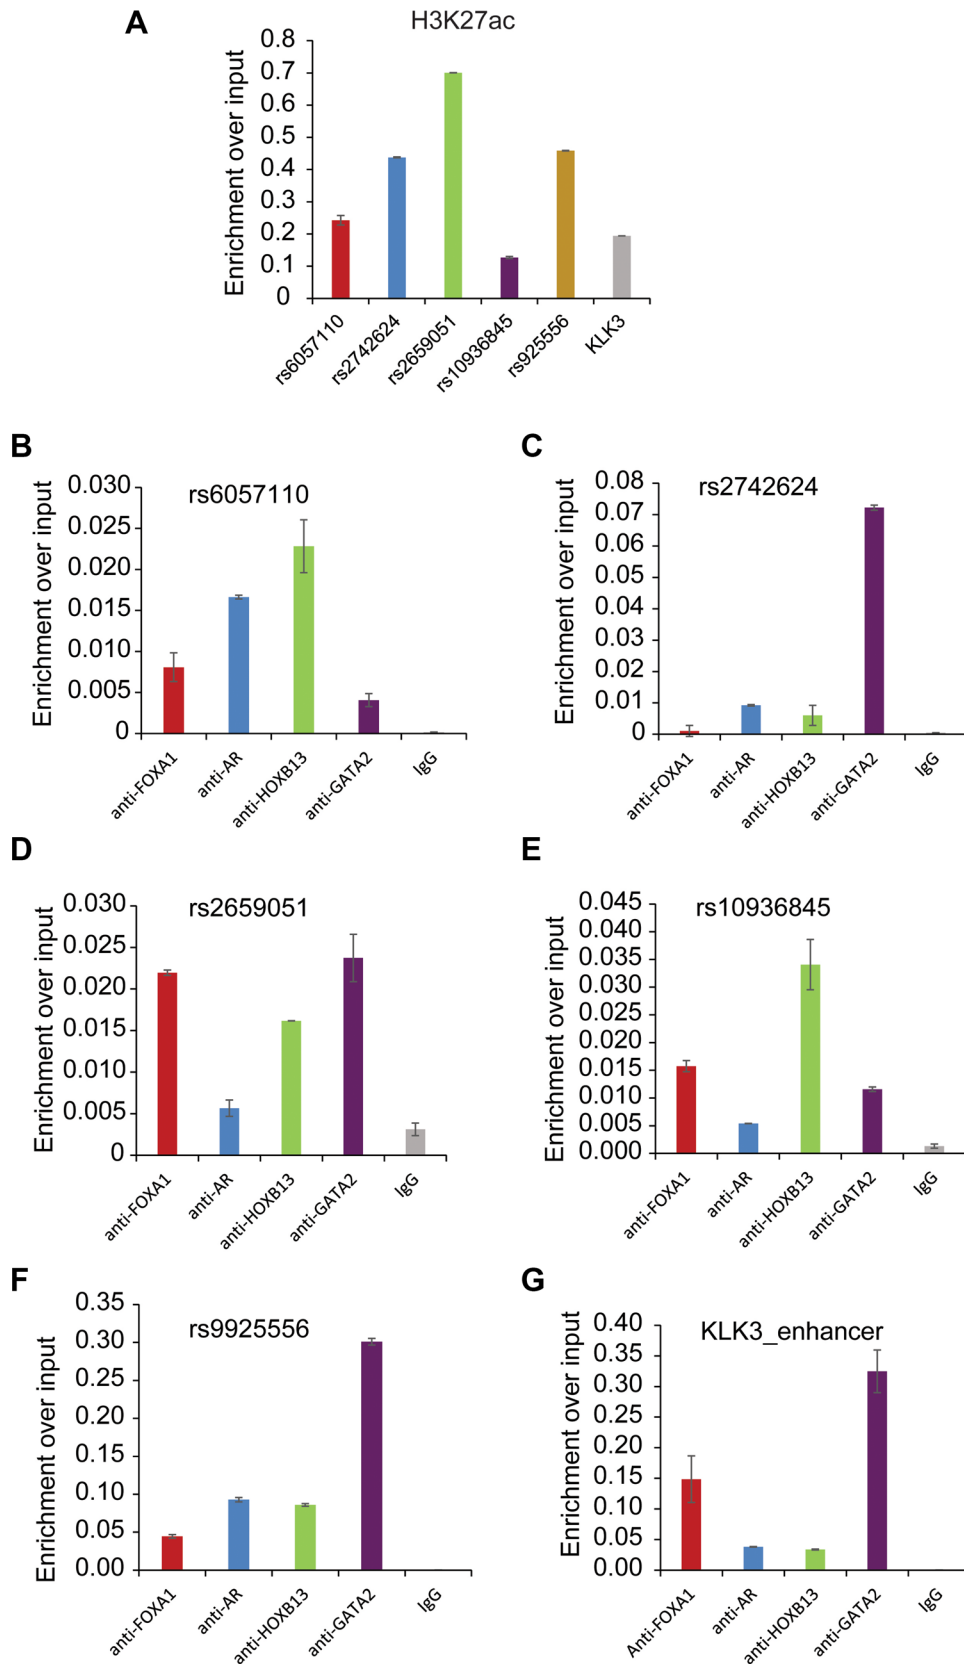 A
H3K27ac
Enrichment over input
0.8
0.7
0.6
0.5
0.4
0.3
0.2
0.1
0
rs6057110
rs2742624
rs2659051
rs10936845
rs925556
KLK3
B
rs6057110
Enrichment over input
0.030
0.025
0.020
0.015
0.010
0.005
0
anti-FOXA1
anti-AR
anti-HOXB13
anti-GATA2
IgG
C
rs2742624
Enrichment over input
0.08
0.07
0.06
0.05
0.04
0.03
0.02
0.01
0
anti-FOXA1
anti-AR
anti-HOXB13
anti-GATA2
IgG
D
rs2659051
Enrichment over input
0.030
0.025
0.020
0.015
0.010
0.005
0
anti-FOXA1
anti-AR
anti-HOXB13
anti-GATA2
IgG
E
rs10936845
Enrichment over input
0.045
0.040
0.035
0.030
0.025
0.020
0.015
0.010
0.005
0.000
anti-FOXA1
anti-AR
anti-HOXB13
anti-GATA2
IgG
F
rs9925556
Enrichment over input
0.35
0.30
0.25
0.20
0.15
0.10
0.05
0.00
anti-FOXA1
anti-AR
anti-HOXB13
anti-GATA2
IgG
G
KLK3_enhancer
Enrichment over input
0.40
0.35
0.30
0.25
0.20
0.15
0.10
0.05
0.00
Anti-FOXA1
anti-AR
anti-HOXB13
anti-GATA2
IgG